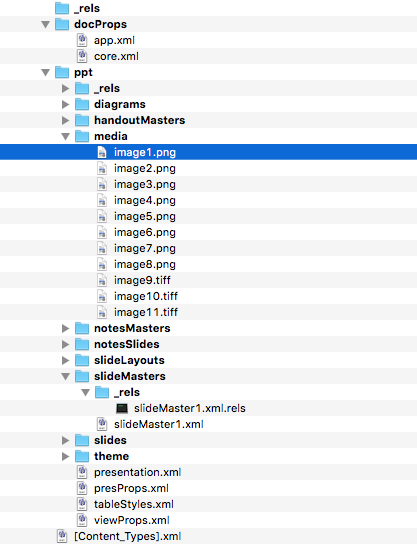 _rels
docProps
app.xml
core.xml
ppt
_rels
diagrams
handoutMasters
media
image1.png
image2.png
image3.png
image4.png
image5.png
image6.png
image7.png
image8.png
image9.tiff
image10.tiff
image11.tiff
notesMasters
notesSlides
slideLayouts
slideMasters
_rels
slideMaster1.xml.rels
slideMaster1.xml
slides
theme
presentation.xml
presProps.xml
tableStyles.xml
viewProps.xml
[Content_Types].xml